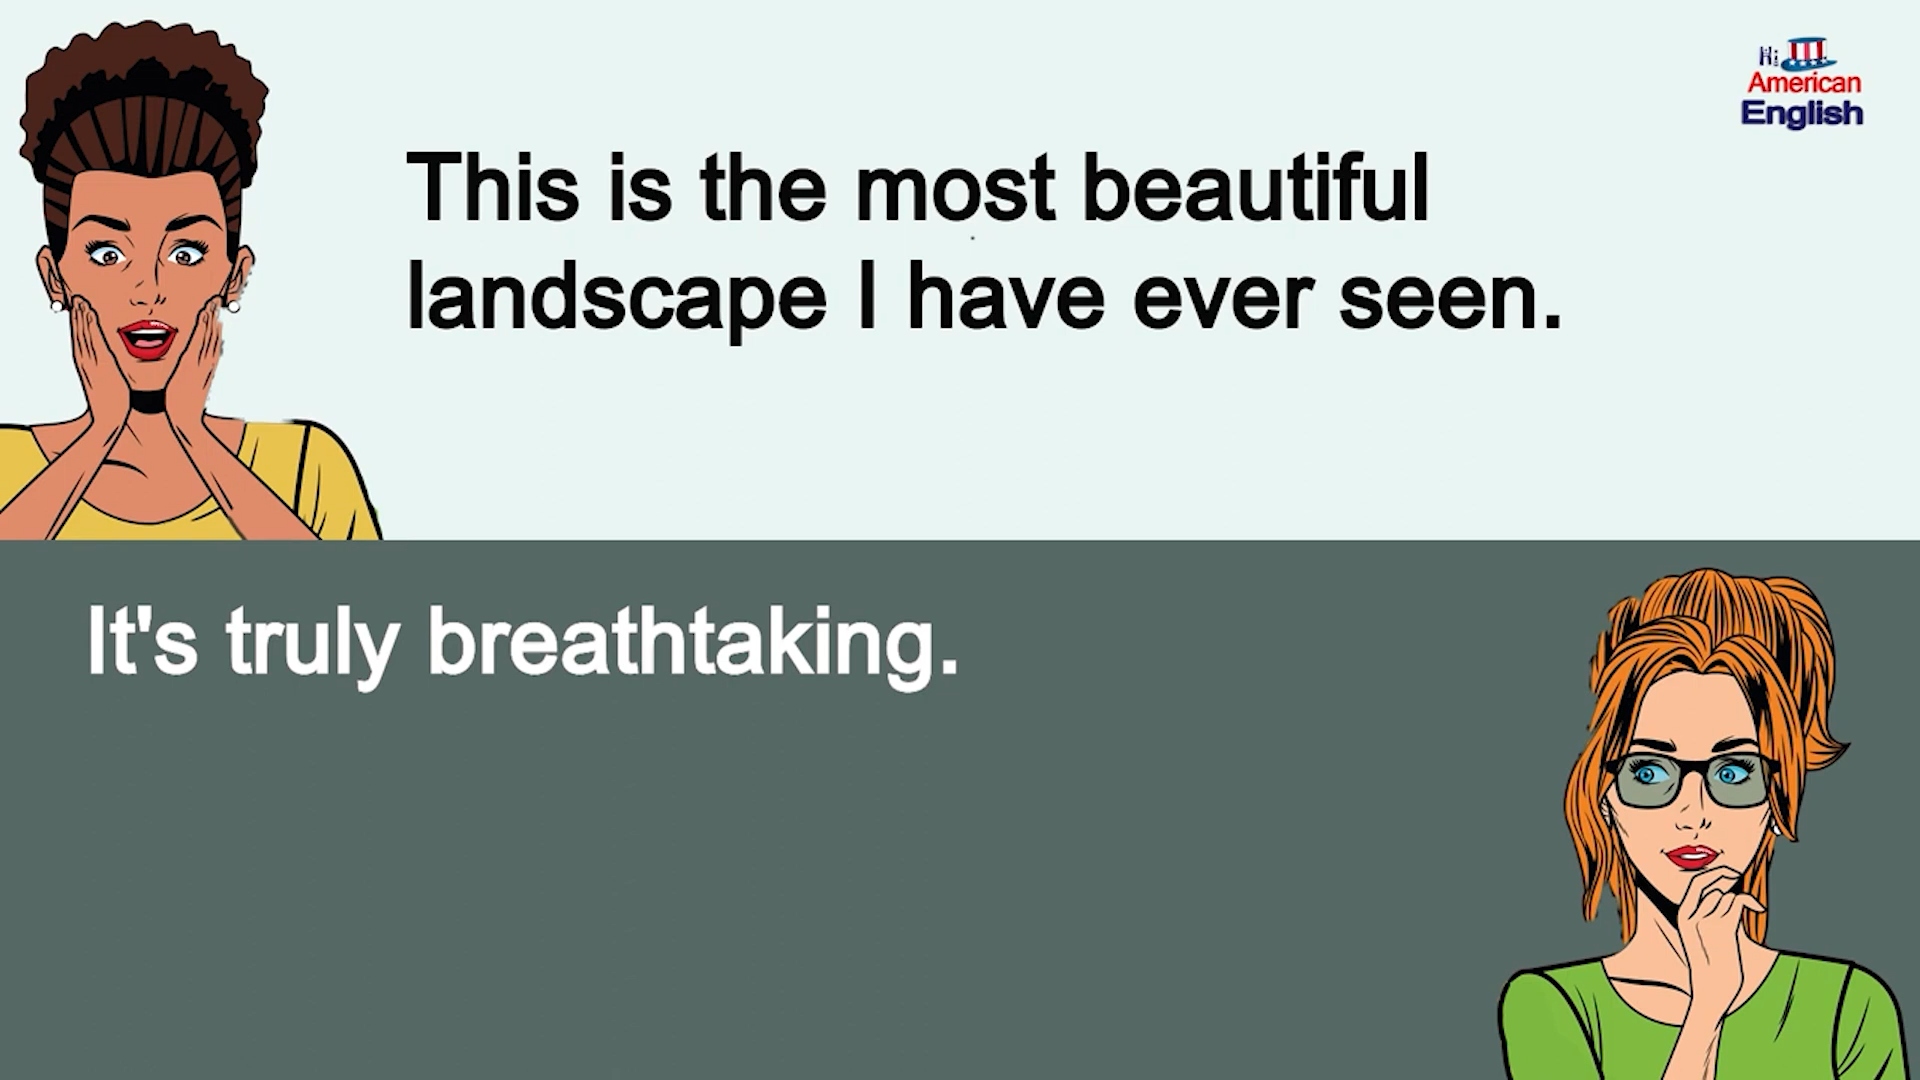 Hi
American
English
This is the most beautiful
landscape I have ever seen.
It's truly breathtaking.